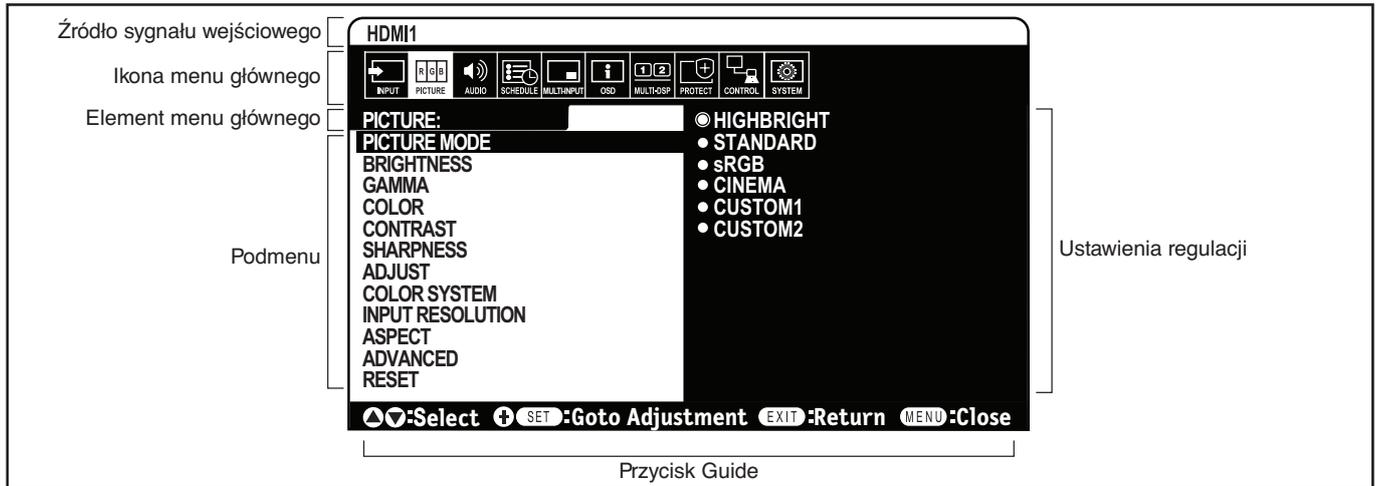 Źródło sygnału wejściowego
HDMI1
Ikona menu głównego
INPUT RGB PICTURE AUDIO SCHEDULE MULTI-INPUT OSD 1 2 MULTI-DSP PROTECT CONTROL SYSTEM
Element menu głównego
PICTURE:
Podmenu
PICTURE MODE
BRIGHTNESS
GAMMA
COLOR
CONTRAST
SHARPNESS
ADJUST
COLOR SYSTEM
INPUT RESOLUTION
ASPECT
ADVANCED
RESET
HIGHBRIGHT
STANDARD
sRGB
CINEMA
CUSTOM1
CUSTOM2
Ustawienia regulacji
:Select SET:Goto Adjustment EXIT:Return MENU:Close
Przycisk Guide